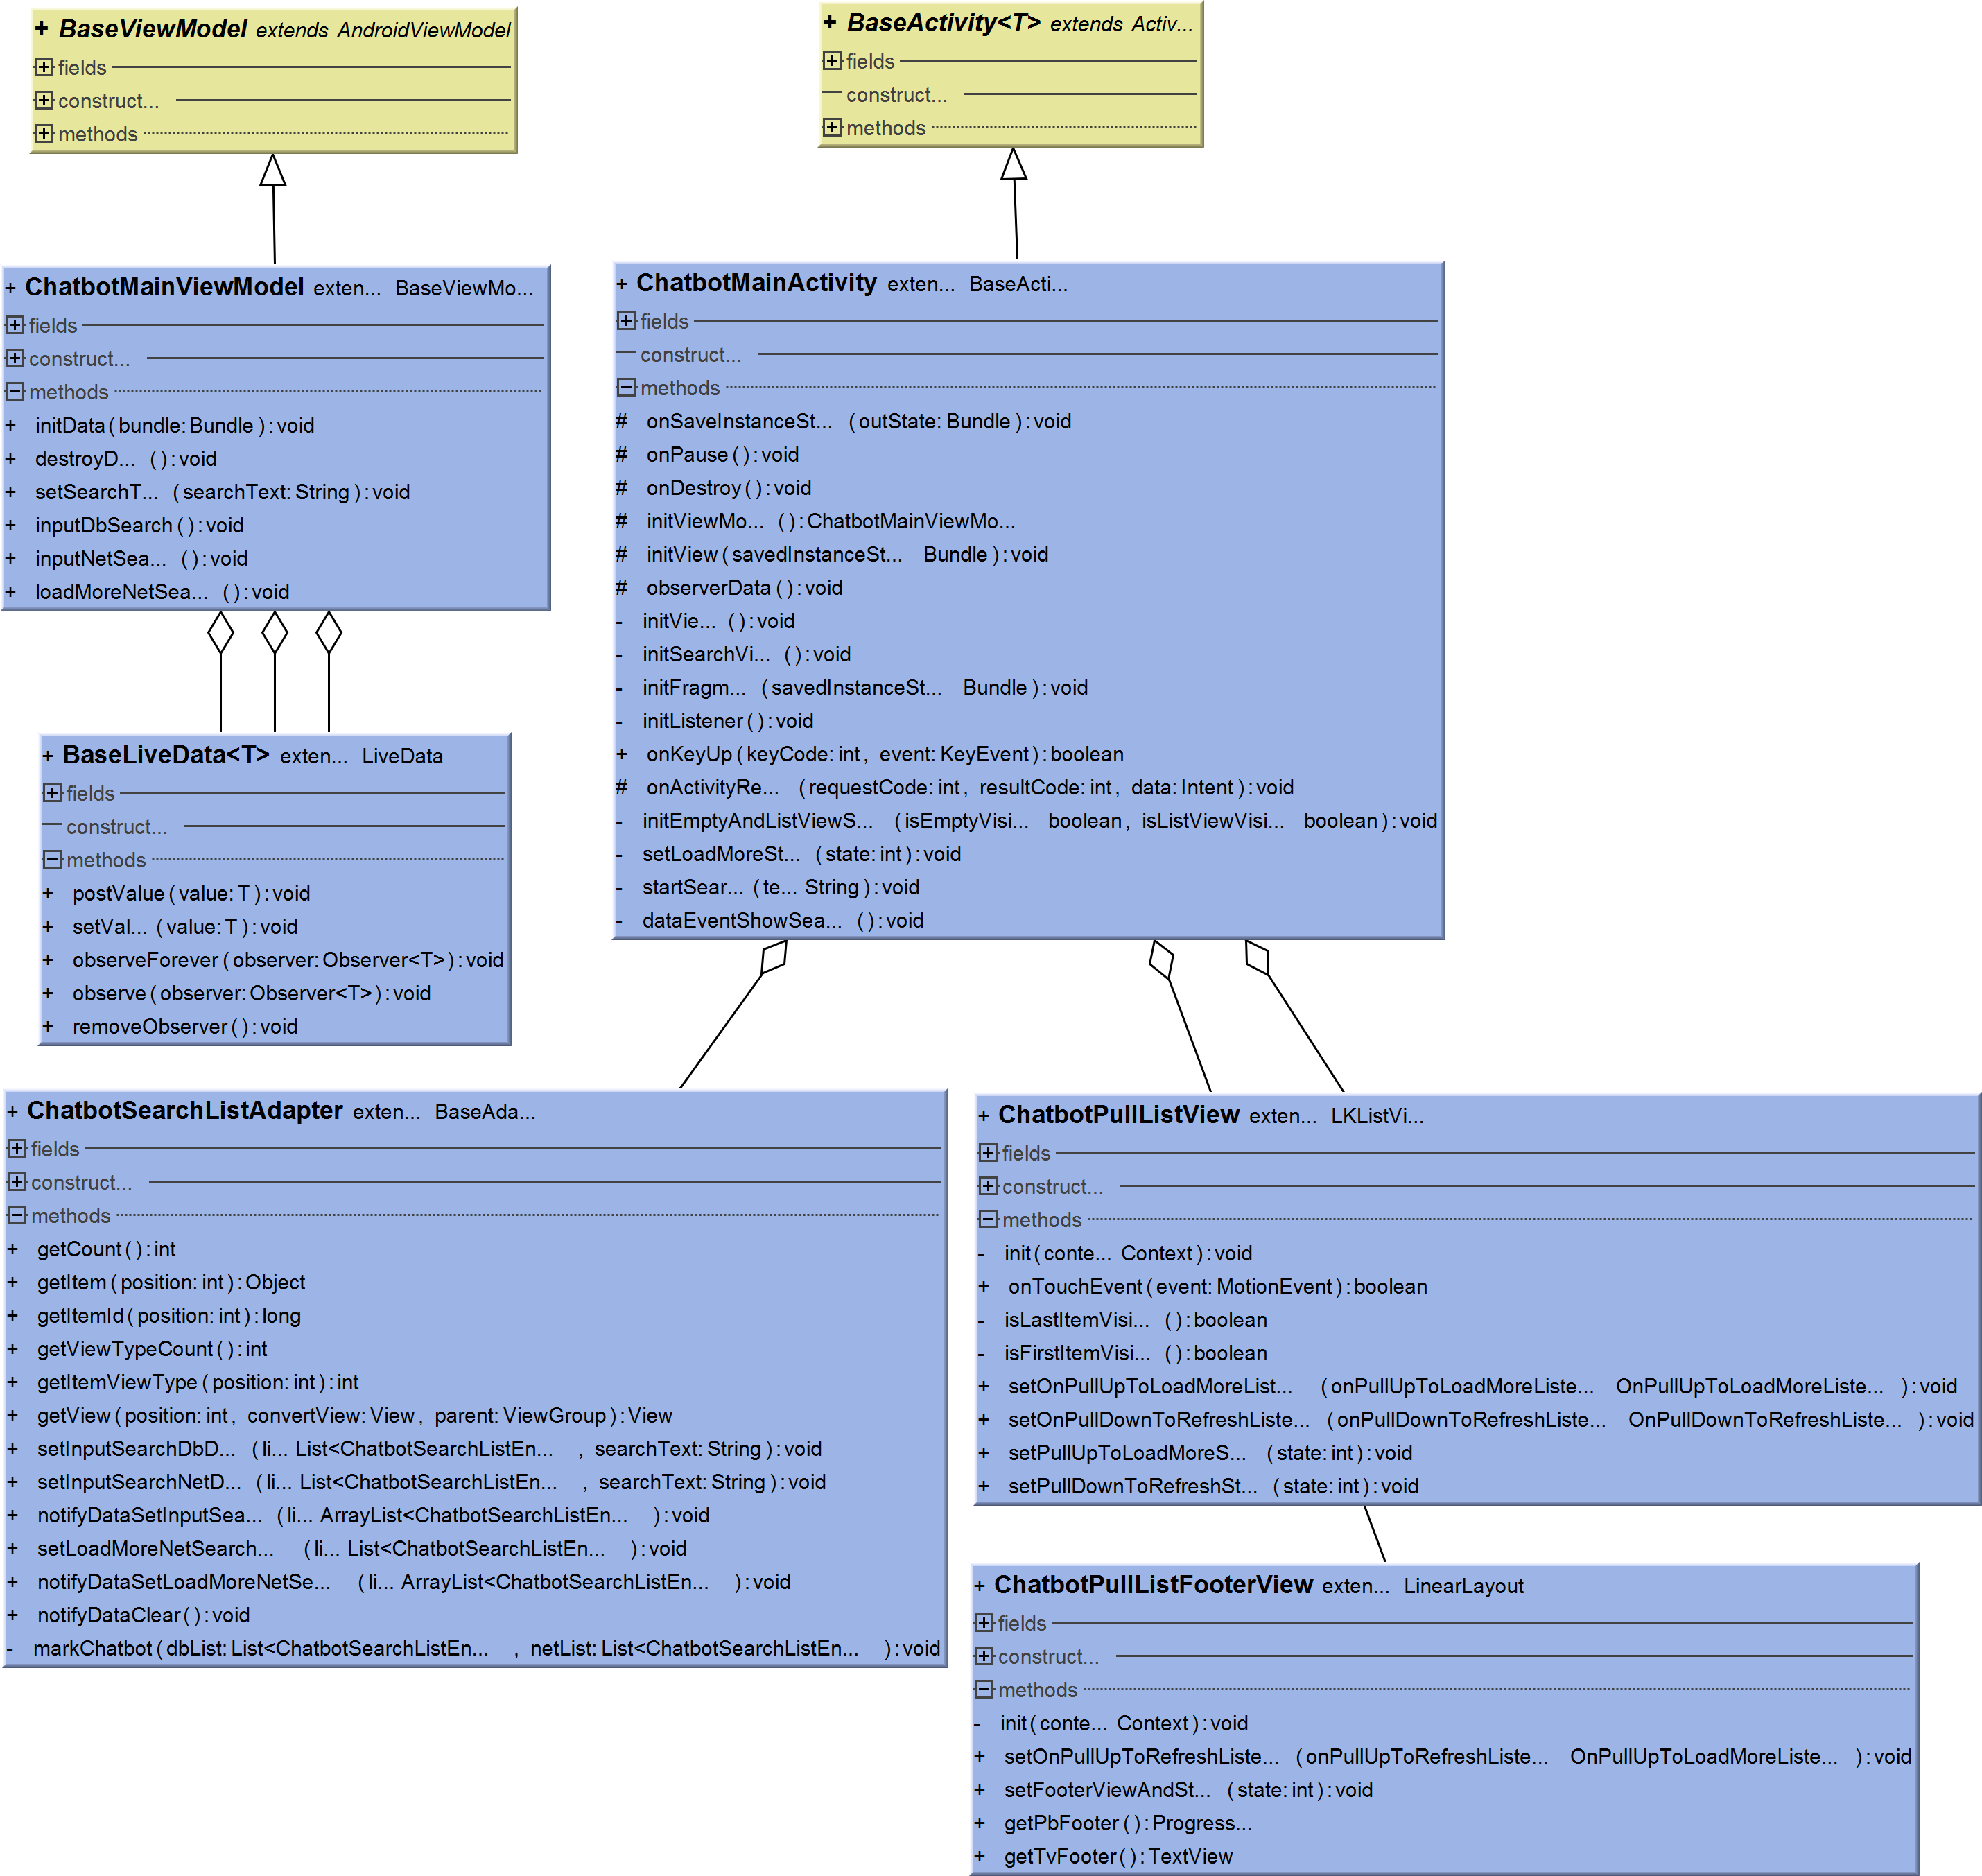 + BaseViewModel extends AndroidViewModel
fields
construct...
methods
+ BaseActivity<T> extends Activ...
fields
construct...
methods
+ ChatbotMainViewModel exten... BaseViewMo...
fields
construct...
methods
+ initData(bundle:Bundle):void
+ destroyD... ():void
+ setSearchT... (searchText:String):void
+ inputDbSearch():void
+ inputNetSea... ():void
+ loadMoreNetSea... ():void
+ ChatbotMainActivity exten... BaseActi...
fields
construct...
methods
# onSaveInstanceSt... (outState:Bundle):void
# onPause():void
# onDestroy():void
# initViewMo... ():ChatbotMainViewMo...
# initView(savedInstanceSt... Bundle):void
# observerData():void
- initVie... ():void
- initSearchVi... ():void
- initFragm... (savedInstanceSt... Bundle):void
- initListener():void
+ onKeyUp(keyCode:int, event:KeyEvent):boolean
# onActivityRe... (requestCode:int, resultCode:int, data:Intent):void
- initEmptyAndListViewS... (isEmptyVisi... boolean, isListViewVisi... boolean):void
- setLoadMoreSt... (state:int):void
- startSear... (te... String):void
- dataEventShowSea... ():void
+ BaseLiveData<T> exten... LiveData
fields
construct...
methods
+ postValue(value:T):void
+ setVal... (value:T):void
+ observeForever(observer:Observer<T>):void
+ observe(observer:Observer<T>):void
+ removeObserver():void
+ ChatbotSearchListAdapter exten... BaseAda...
fields
construct...
methods
+ getCount():int
+ getItem(position:int):Object
+ getItemId(position:int):long
+ getViewTypeCount():int
+ getItemViewType(position:int):int
+ getView(position:int, convertView:View, parent:ViewGroup):View
+ setInputSearchDbD... (li... List<ChatbotSearchListEn... , searchText:String):void
+ setInputSearchNetD... (li... List<ChatbotSearchListEn... , searchText:String):void
+ notifyDataSetInputSea... (li... ArrayList<ChatbotSearchListEn... ):void
+ setLoadMoreNetSearch... (li... List<ChatbotSearchListEn... ):void
+ notifyDataSetLoadMoreNetSe... (li... ArrayList<ChatbotSearchListEn... ):void
+ notifyDataClear():void
- markChatbot(dbList:List<ChatbotSearchListEn... , netList:List<ChatbotSearchListEn... ):void
+ ChatbotPullListView exten... LKListVi...
fields
construct...
methods
- init(conte... Context):void
+ onTouchEvent(event:MotionEvent):boolean
- isLastItemVisi... ():boolean
- isFirstItemVisi... ():boolean
+ setOnPullUpToLoadMoreList... (onPullUpToLoadMoreListe... OnPullUpToLoadMoreListe... ):void
+ setOnPullDownToRefreshListe... (onPullDownToRefreshListe... OnPullDownToRefreshListe... ):void
+ setPullUpToLoadMoreS... (state:int):void
+ setPullDownToRefreshSt... (state:int):void
+ ChatbotPullListFooterView exten... LinearLayout
fields
construct...
methods
- init(conte... Context):void
+ setOnPullUpToRefreshListe... (onPullUpToRefreshListe... OnPullUpToLoadMoreListe... ):void
+ setFooterViewAndSt... (state:int):void
+ getPbFooter():Progress...
+ getTvFooter():TextView